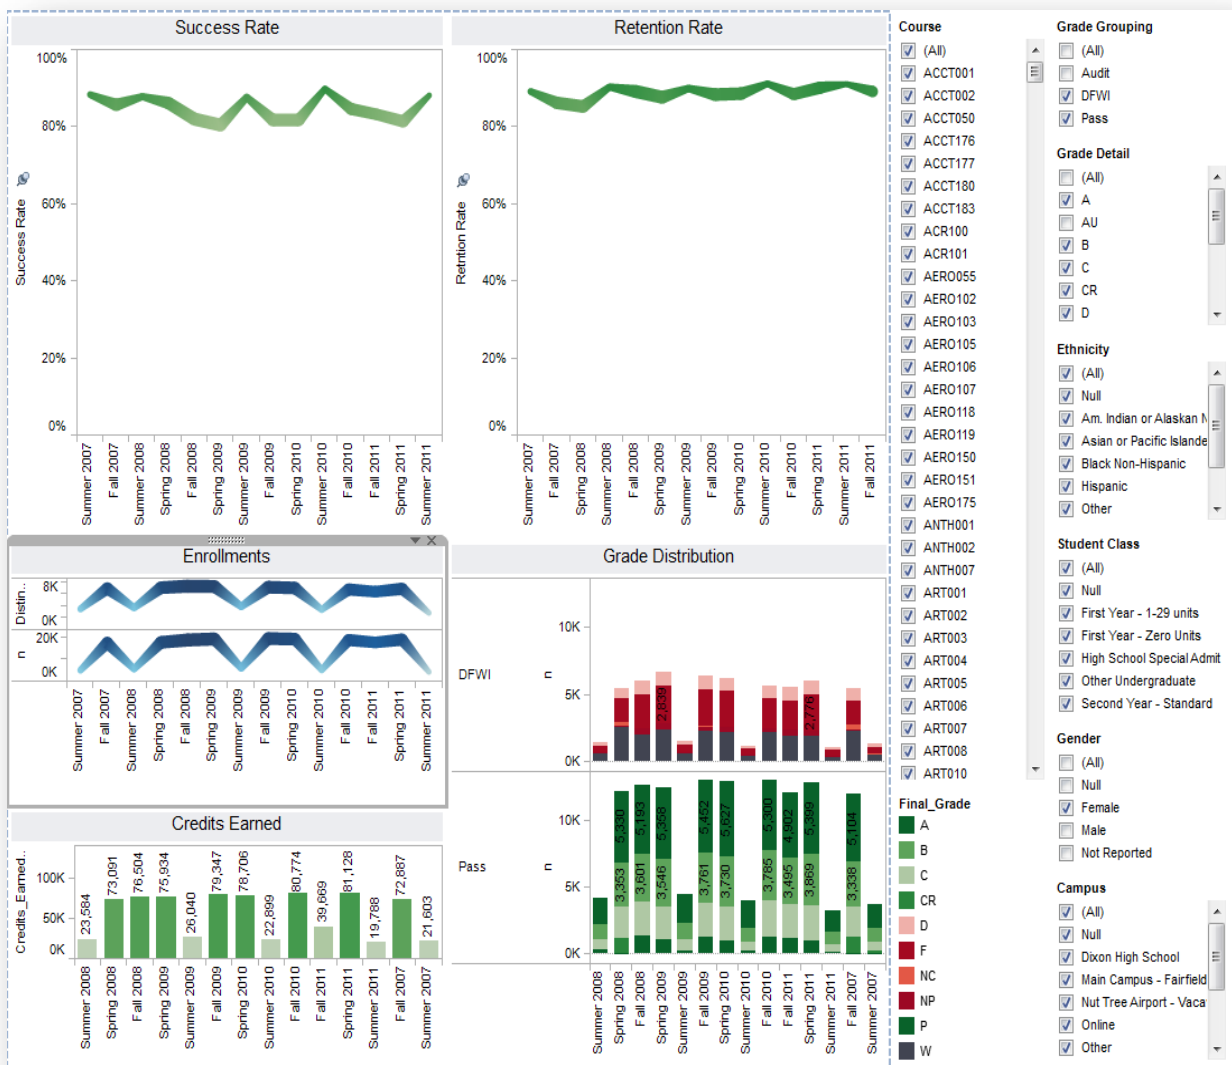 Success Rate
100%
80%
60%
40%
20%
0%
Success Rate
Summer 2007
Fall 2007
Summer 2008
Spring 2008
Fall 2008
Spring 2009
Summer 2009
Fall 2009
Spring 2010
Summer 2010
Fall 2010
Fall 2011
Spring 2011
Summer 2011
Retention Rate
100%
80%
60%
40%
20%
0%
Retntion Rate
Summer 2007
Fall 2007
Spring 2008
Summer 2008
Fall 2008
Spring 2009
Summer 2009
Fall 2009
Spring 2010
Summer 2010
Fall 2010
Spring 2011
Summer 2011
Fall 2011
Enrollments
Distin..
8K
0K
n
20K
0K
Summer 2007
Fall 2007
Summer 2008
Spring 2008
Fall 2008
Spring 2009
Summer 2009
Fall 2009
Spring 2010
Summer 2010
Fall 2010
Fall 2011
Spring 2011
Summer 2011
Credits Earned
Credits_Earned..
100K
50K
0K
23,584
73,091
76,504
75,934
26,040
79,347
78,706
22,899
80,774
39,669
81,128
19,788
72,887
21,603
Summer 2008
Spring 2008
Fall 2008
Spring 2009
Summer 2009
Fall 2009
Spring 2010
Summer 2010
Fall 2010
Fall 2011
Spring 2011
Summer 2011
Fall 2007
Summer 2007
Grade Distribution
DFWI
n
10K
5K
0K
2,839
2,776
Pass
n
10K
5K
0K
5,330
5,193
5,358
5,452
5,627
5,300
4,902
5,399
5,104
3,353
3,601
3,546
3,761
3,730
3,785
3,495
3,869
3,338
Summer 2008
Spring 2008
Fall 2008
Spring 2009
Summer 2009
Fall 2009
Spring 2010
Summer 2010
Fall 2010
Fall 2011
Spring 2011
Summer 2011
Fall 2007
Summer 2007
Course
(All)
ACCT001
ACCT002
ACCT050
ACCT176
ACCT177
ACCT180
ACCT183
ACR100
ACR101
AERO055
AERO102
AERO103
AERO105
AERO106
AERO107
AERO118
AERO119
AERO150
AERO151
AERO175
ANTH001
ANTH002
ANTH007
ART001
ART002
ART003
ART004
ART005
ART006
ART007
ART008
ART010
Final_Grade
A
B
C
CR
D
F
NC
NP
P
W
Grade Grouping
(All)
Audit
DFWI
Pass
Grade Detail
(All)
A
AU
B
C
CR
D
Ethnicity
(All)
Null
Am. Indian or Alaskan N
Asian or Pacific Islande
Black Non-Hispanic
Hispanic
Other
Student Class
(All)
Null
First Year - 1-29 units
First Year - Zero Units
High School Special Admit
Other Undergraduate
Second Year - Standard
Gender
(All)
Null
Female
Male
Not Reported
Campus
(All)
Null
Dixon High School
Main Campus - Fairfield
Nut Tree Airport - Vaca
Online
Other